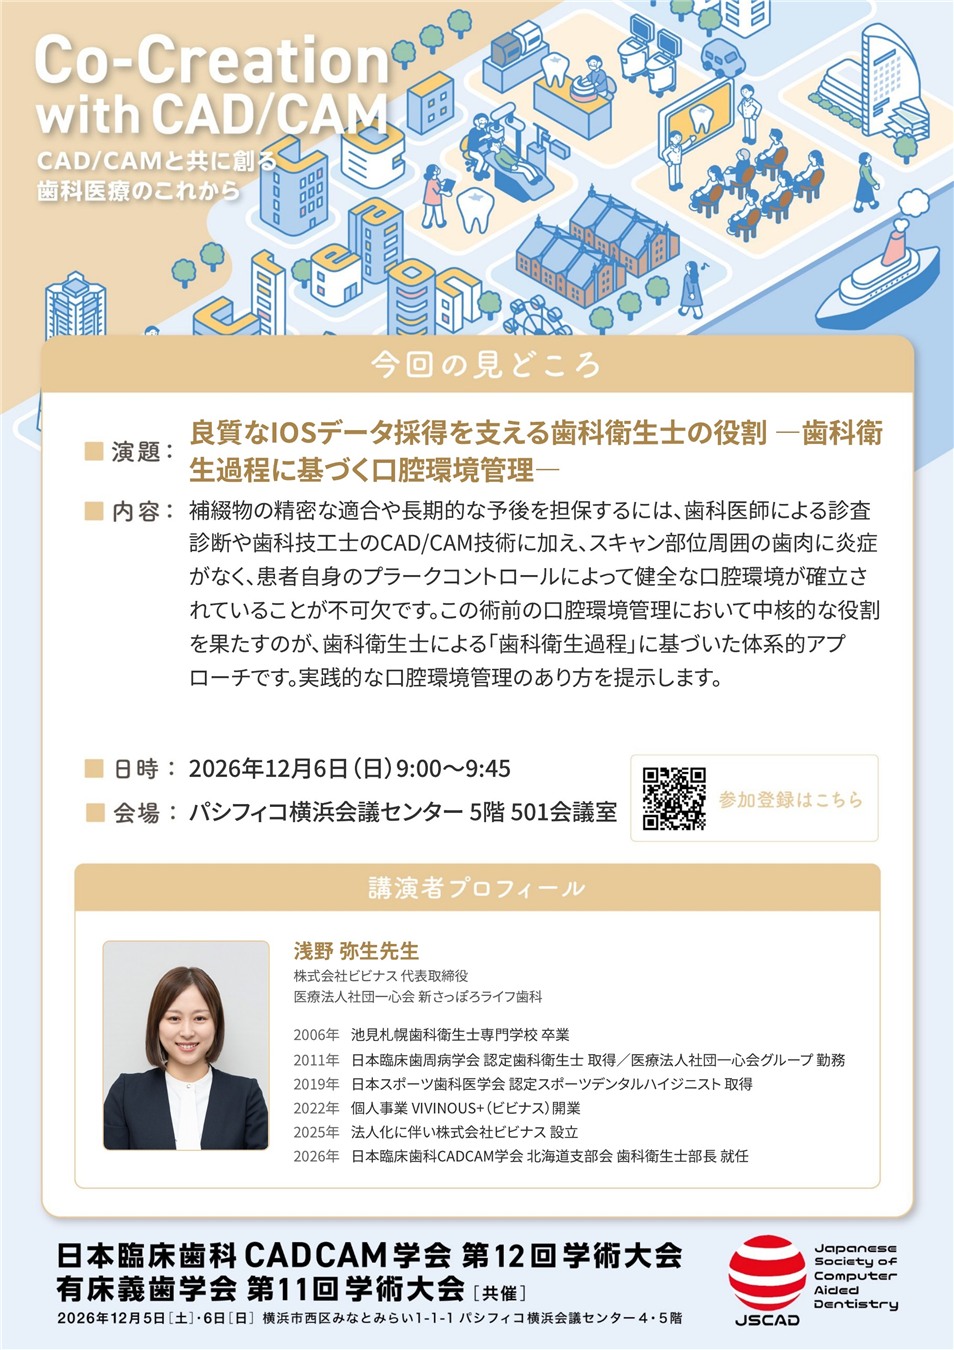 Co-Creation
with CAD/CAM
CAD/CAMと共に創る
歯科医療のこれから
今回の見どころ
演題：
良質なIOSデータ採得を支える歯科衛生士の役割 ―歯科衛
生過程に基づく口腔環境管理―
内容：
補綴物の精密な適合や長期的な予後を担保するには、歯科医師による診査
診断や歯科技工士のCAD/CAM技術に加え、スキャン部位周囲の歯肉に炎症
がなく、患者自身のプラークコントロールによって健全な口腔環境が確立さ
れていることが不可欠です。この術前の口腔環境管理において中核的な役割
を果たすのが、歯科衛生士による「歯科衛生過程」に基づいた体系的アプ
ローチです。実践的な口腔環境管理のあり方を提示します。
日時：2026年12月6日（日）9:00〜9:45
会場：パシフィコ横浜会議センター 5階 501会議室
参加登録はこちら
講演者プロフィール
浅野 弥生先生
株式会社ビビナス 代表取締役
医療法人社団一心会 新さっぽろライフ歯科
2006年 池見札幌歯科衛生士専門学校 卒業
2011年 日本臨床歯周病学会 認定歯科衛生士 取得／医療法人社団一心会グループ 勤務
2019年 日本スポーツ歯科医学会 認定スポーツデンタルハイジニスト 取得
2022年 個人事業 VIVINOUS+（ビビナス）開業
2025年 法人化に伴い株式会社ビビナス 設立
2026年 日本臨床歯科CADCAM学会 北海道支部会 歯科衛生士部長 就任
日本臨床歯科CADCAM学会 第12回学術大会
有床義歯学会 第11回学術大会［共催］
2026年12月5日［土］・6日［日］ 横浜市西区みなとみらい1-1-1 パシフィコ横浜会議センター4・5階
JSCAD
Japanese
Society of
Computer
Aided
Dentistry